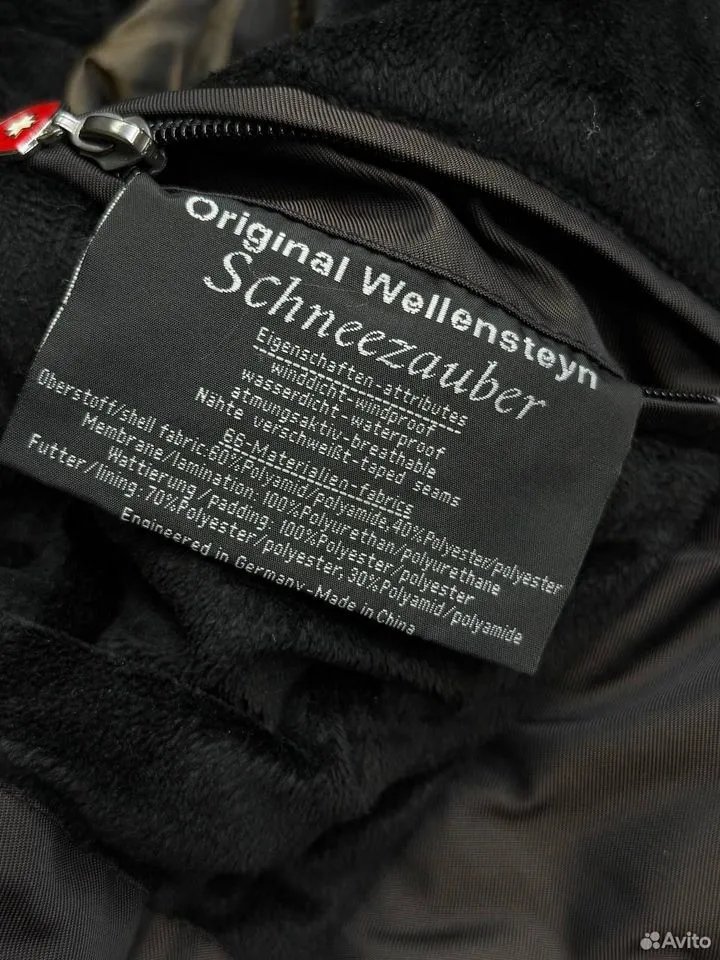 Original Wellensteyn
Schneezauber
Eigenschaften-attributes
winddicht-windproof
wasserdicht-waterproof
atmungsaktiv-breathable
Nähte verschweißt-taped seams
66-Materialien-fabrics
Oberstoff/shell fabric:60%Polyamid/polyamide, 40%Polyester/polyester
Membrane/lamination: 100%Polyurethan/polyurethane
Wattierung/padding: 100%Polyester/polyester
Futter/lining: 70%Polyester/polyester, 30%Polyamid/polyamide
Engineered in Germany-Made in China
Avito